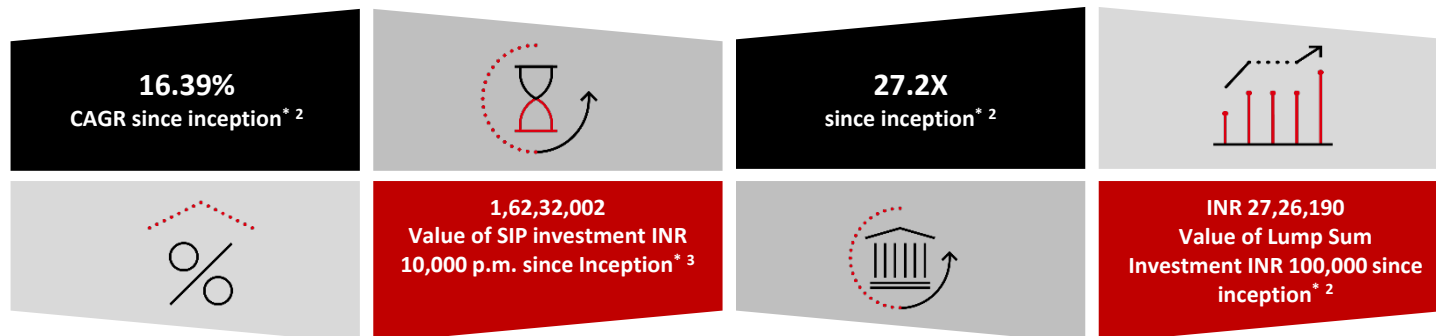 16.39%
CAGR since inception* 2
27.2X
since inception* 2
1,62,32,002
Value of SIP investment INR
10,000 p.m. since Inception* 3
INR 27,26,190
Value of Lump Sum
Investment INR 100,000 since
inception* 2